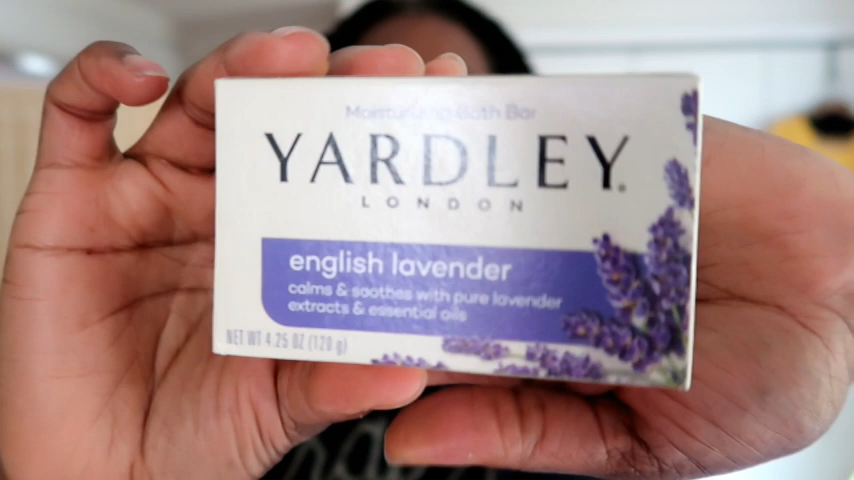 Moisturizing Bath Bar
YARDLEY
LONDON
english lavender
calms & soothes with pure lavender
extracts & essential oils
NET WT 4.25 OZ (120 g)